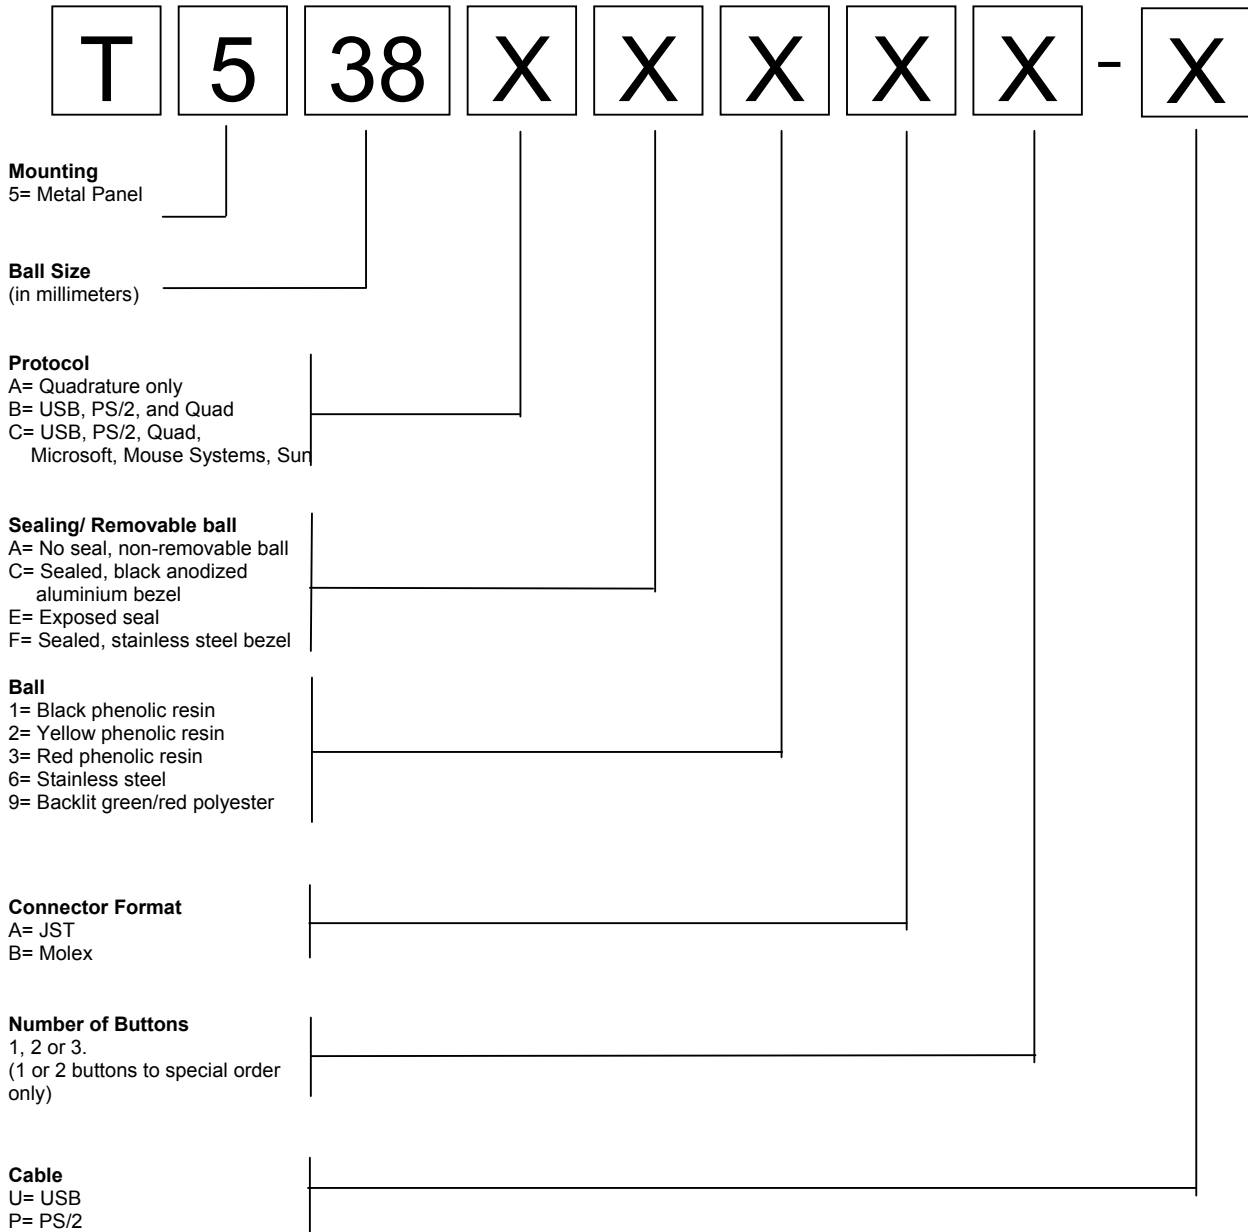 T 5 38 X X X X X - X
Mounting
5= Metal Panel
Ball Size
(in millimeters)
Protocol
A= Quadrature only
B= USB, PS/2, and Quad
C= USB, PS/2, Quad,
Microsoft, Mouse Systems, Sun
Sealing/ Removable ball
A= No seal, non-removable ball
C= Sealed, black anodized
aluminium bezel
E= Exposed seal
F= Sealed, stainless steel bezel
Ball
1= Black phenolic resin
2= Yellow phenolic resin
3= Red phenolic resin
6= Stainless steel
9= Backlit green/red polyester
Connector Format
A= JST
B= Molex
Number of Buttons
1, 2 or 3.
(1 or 2 buttons to special order
only)
Cable
U= USB
P= PS/2